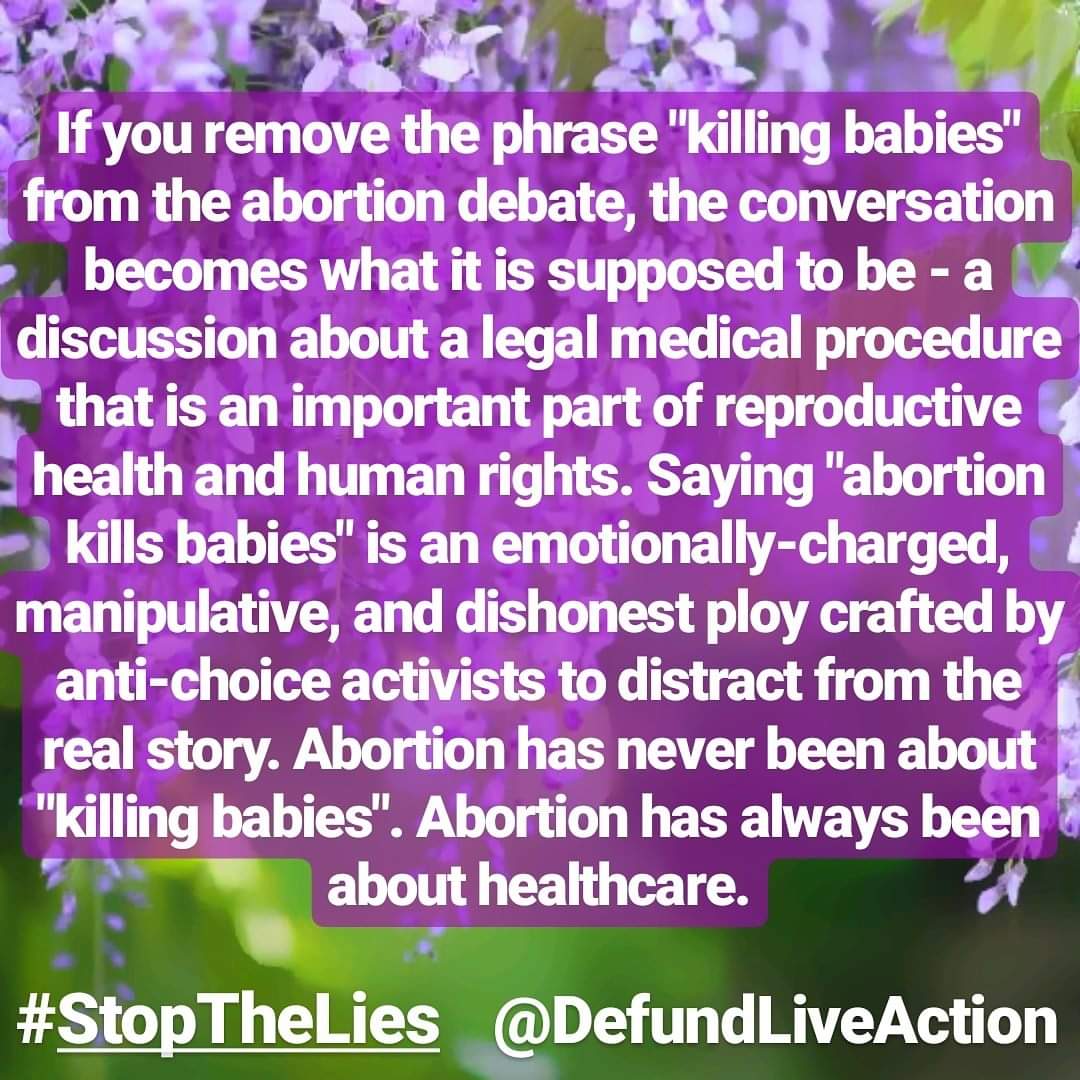 If you remove the phrase "killing babies"
from the abortion debate, the conversation
becomes what it is supposed to be - a
discussion about a legal medical procedure
that is an important part of reproductive
health and human rights. Saying "abortion
kills babies" is an emotionally-charged,
manipulative, and dishonest ploy crafted by
anti-choice activists to distract from the
real story. Abortion has never been about
"killing babies". Abortion has always been
about healthcare.
#StopTheLies @DefundLiveAction